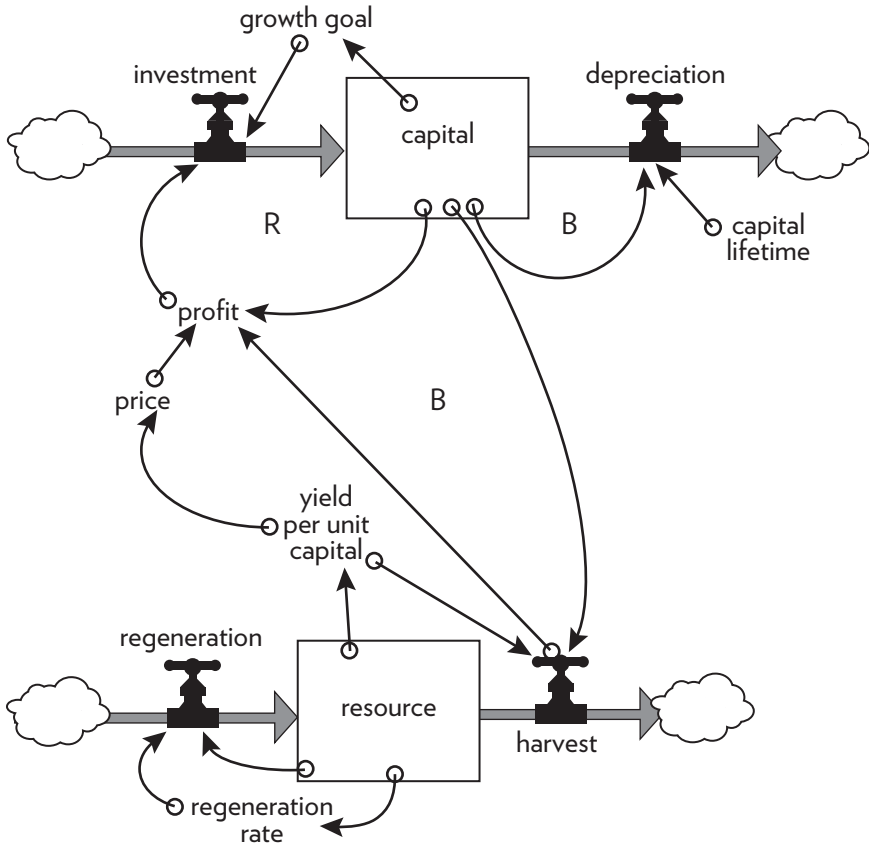 growth goal
investment
depreciation
capital
R
B
capital
lifetime
profit
price
B
yield
per unit
capital
regeneration
resource
harvest
regeneration
rate